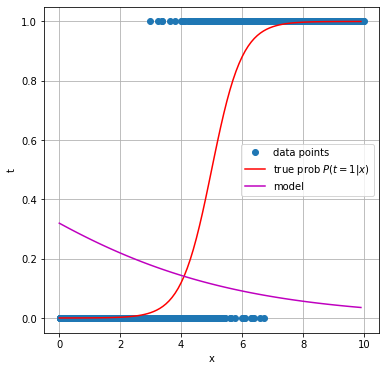 1.0
0.8
0.6
0.4
0.2
0.0
t
data points
true prob P(t = 1|x)
model
0 2 4 6 8 10
x